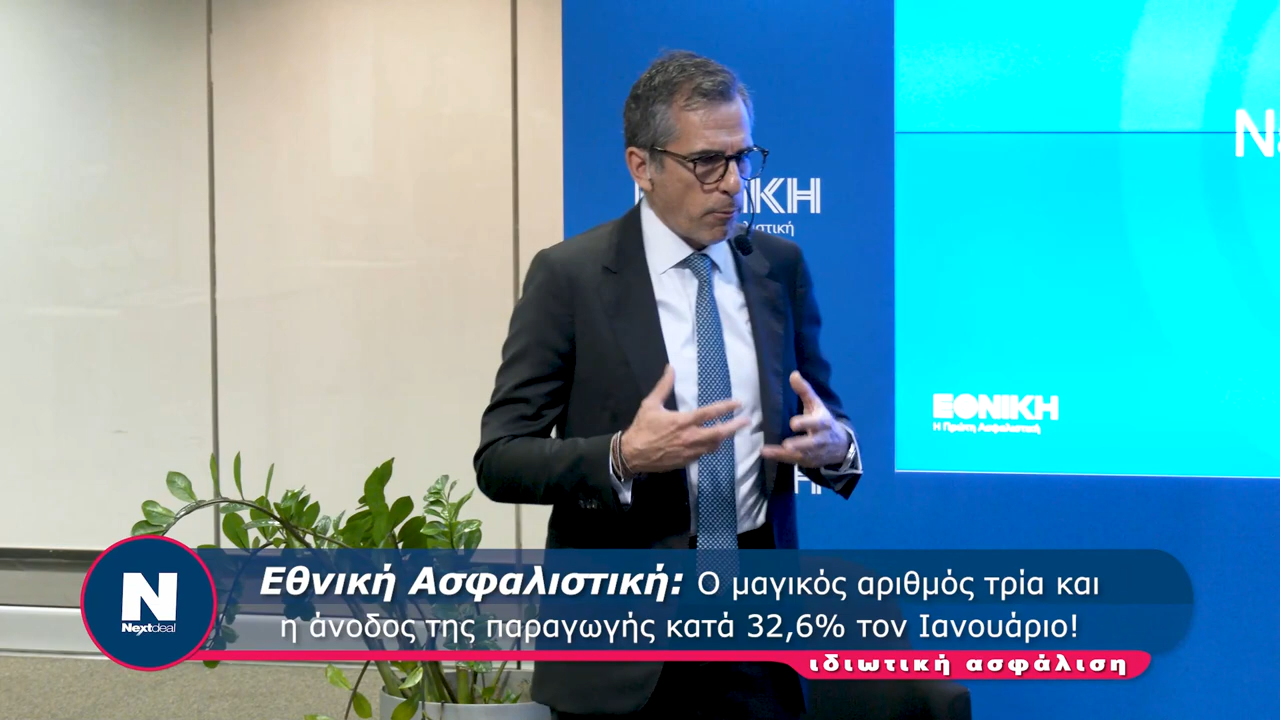 ΚΗ
ΕΘΝΙΚΗ
Η Πρώτη Ασφαλιστική
N
Nextdeal
Εθνική Ασφαλιστική: Ο μαγικός αριθμός τρία και
η άνοδος της παραγωγής κατά 32,6% τον Ιανουάριο!
ιδιωτική ασφάλιση